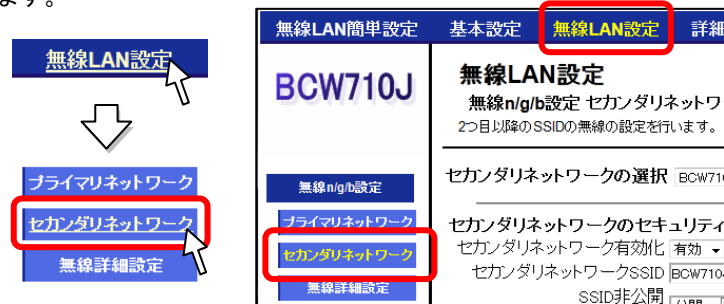 ます。
無線LAN設定
プライマリネットワーク
セカンダリネットワーク
無線詳細設定
無線LAN簡単設定 基本設定 無線LAN設定 詳細
BCW710J
無線n/g/b設定
プライマリネットワーク
セカンダリネットワーク
無線詳細設定
無線LAN設定
無線n/g/b設定 セカンダリネットワ
2つ目以降のSSIDの無線の設定を行います。
セカンダリネットワークの選択 BCW71
セカンダリネットワークのセキュリティ
セカンダリネットワーク有効化 有効
セカンダリネットワークSSID BCW710
SSID非公開